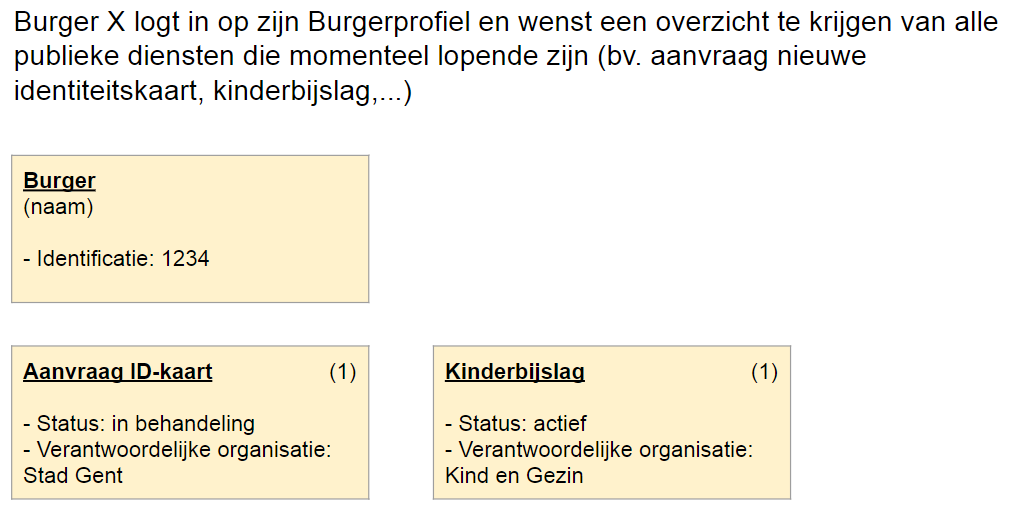 Burger X logt in op zijn Burgerprofiel en wenst een overzicht te krijgen van alle
publieke diensten die momenteel lopende zijn (bv. aanvraag nieuwe
identiteitskaart, kinderbijslag,...)
Burger
(naam)
- Identificatie: 1234
Aanvraag ID-kaart (1)
- Status: in behandeling
- Verantwoordelijke organisatie:
Stad Gent
Kinderbijslag (1)
- Status: actief
- Verantwoordelijke organisatie:
Kind en Gezin